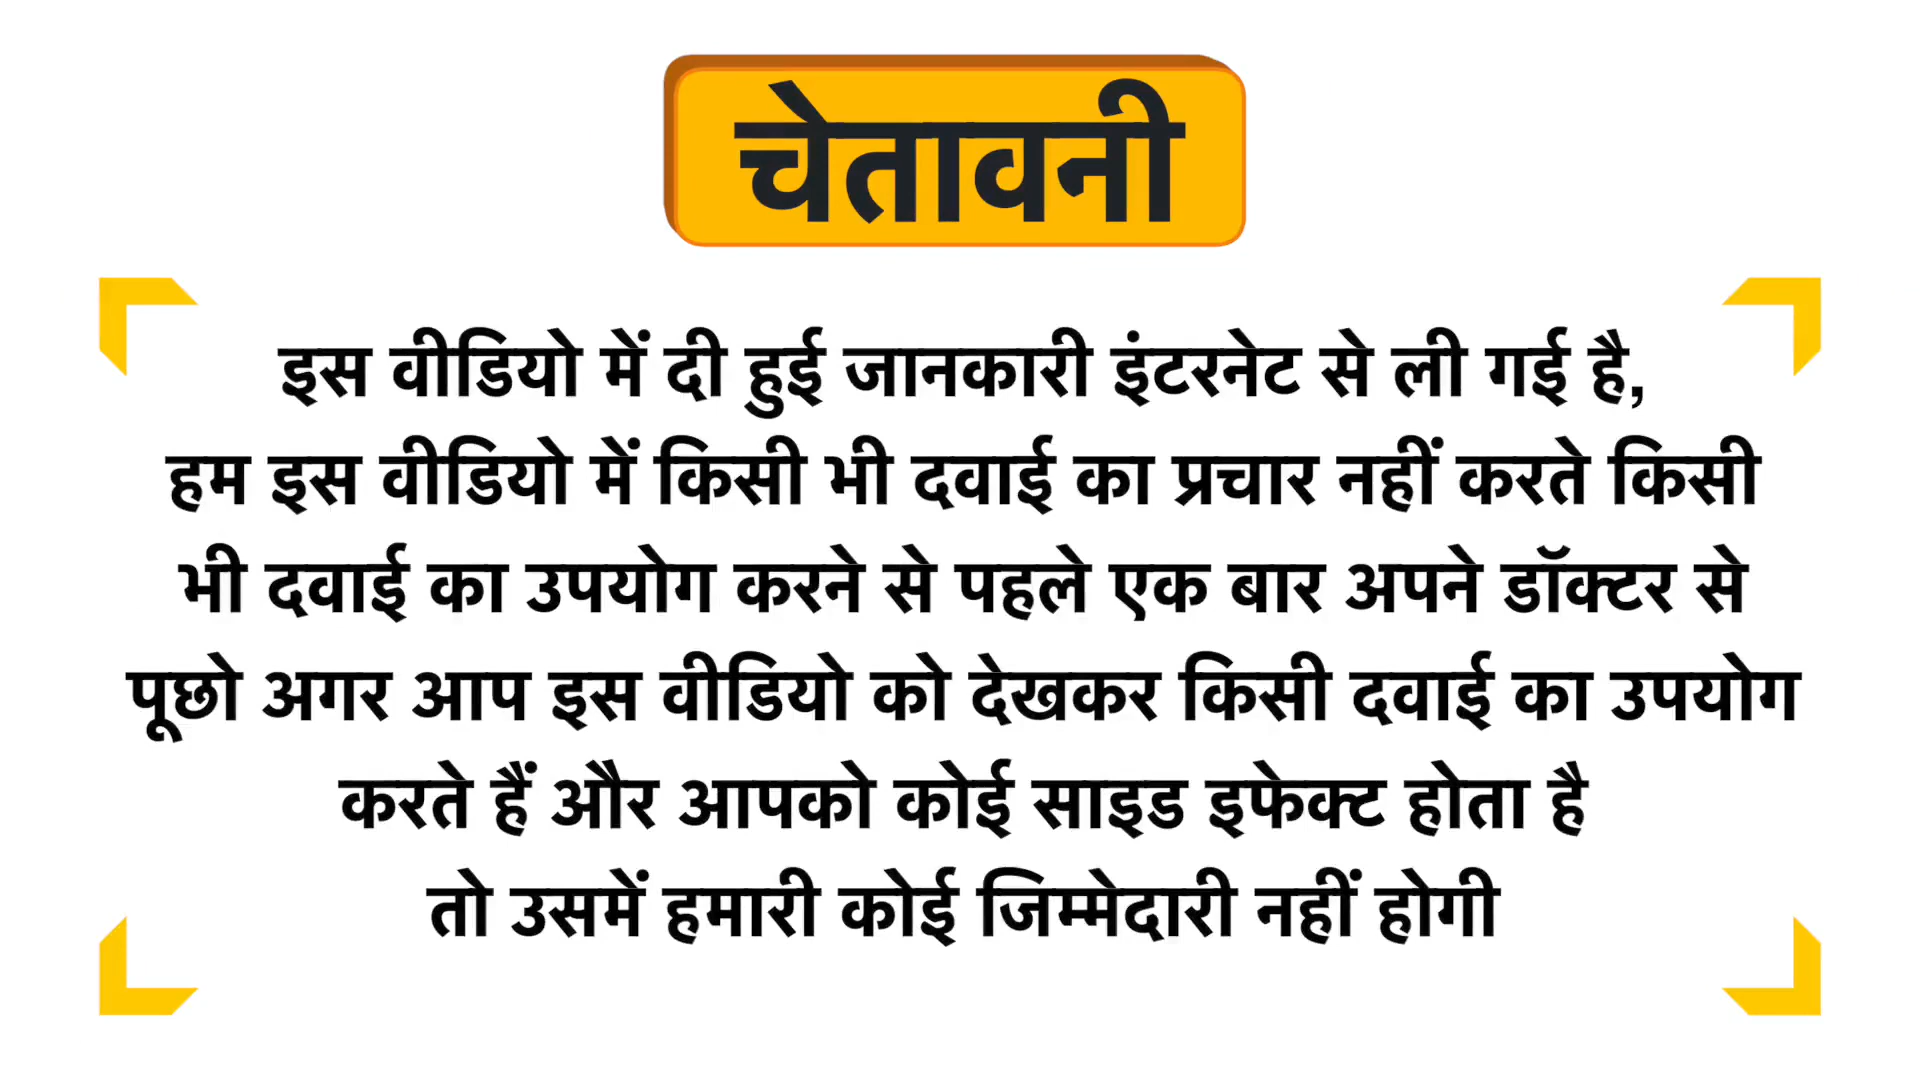 चेतावनी
इस वीडियो में दी हुई जानकारी इंटरनेट से ली गई है,
हम इस वीडियो में किसी भी दवाई का प्रचार नहीं करते किसी
भी दवाई का उपयोग करने से पहले एक बार अपने डॉक्टर से
पूछो अगर आप इस वीडियो को देखकर किसी दवाई का उपयोग
करते हैं और आपको कोई साइड इफेक्ट होता है
तो उसमें हमारी कोई जिम्मेदारी नहीं होगी